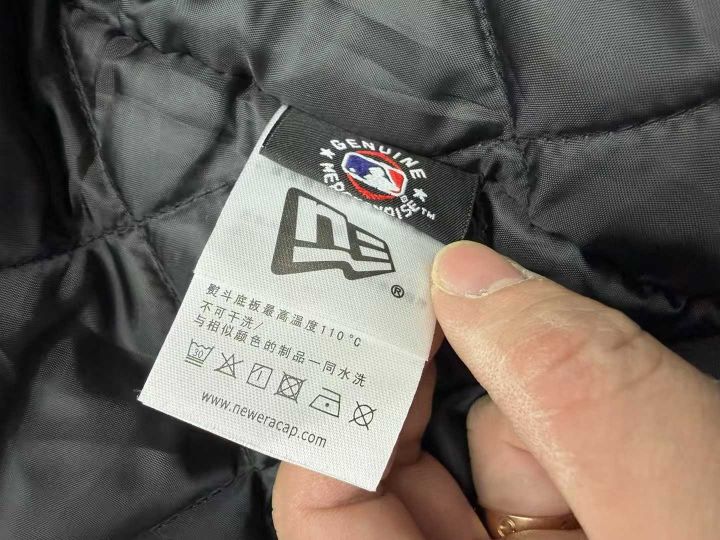 GENUINE
MERCHANDISE™
®
熨斗底板最高温度110℃
不可干洗/
与相似颜色的制品一同水洗
30
www.neweracap.com